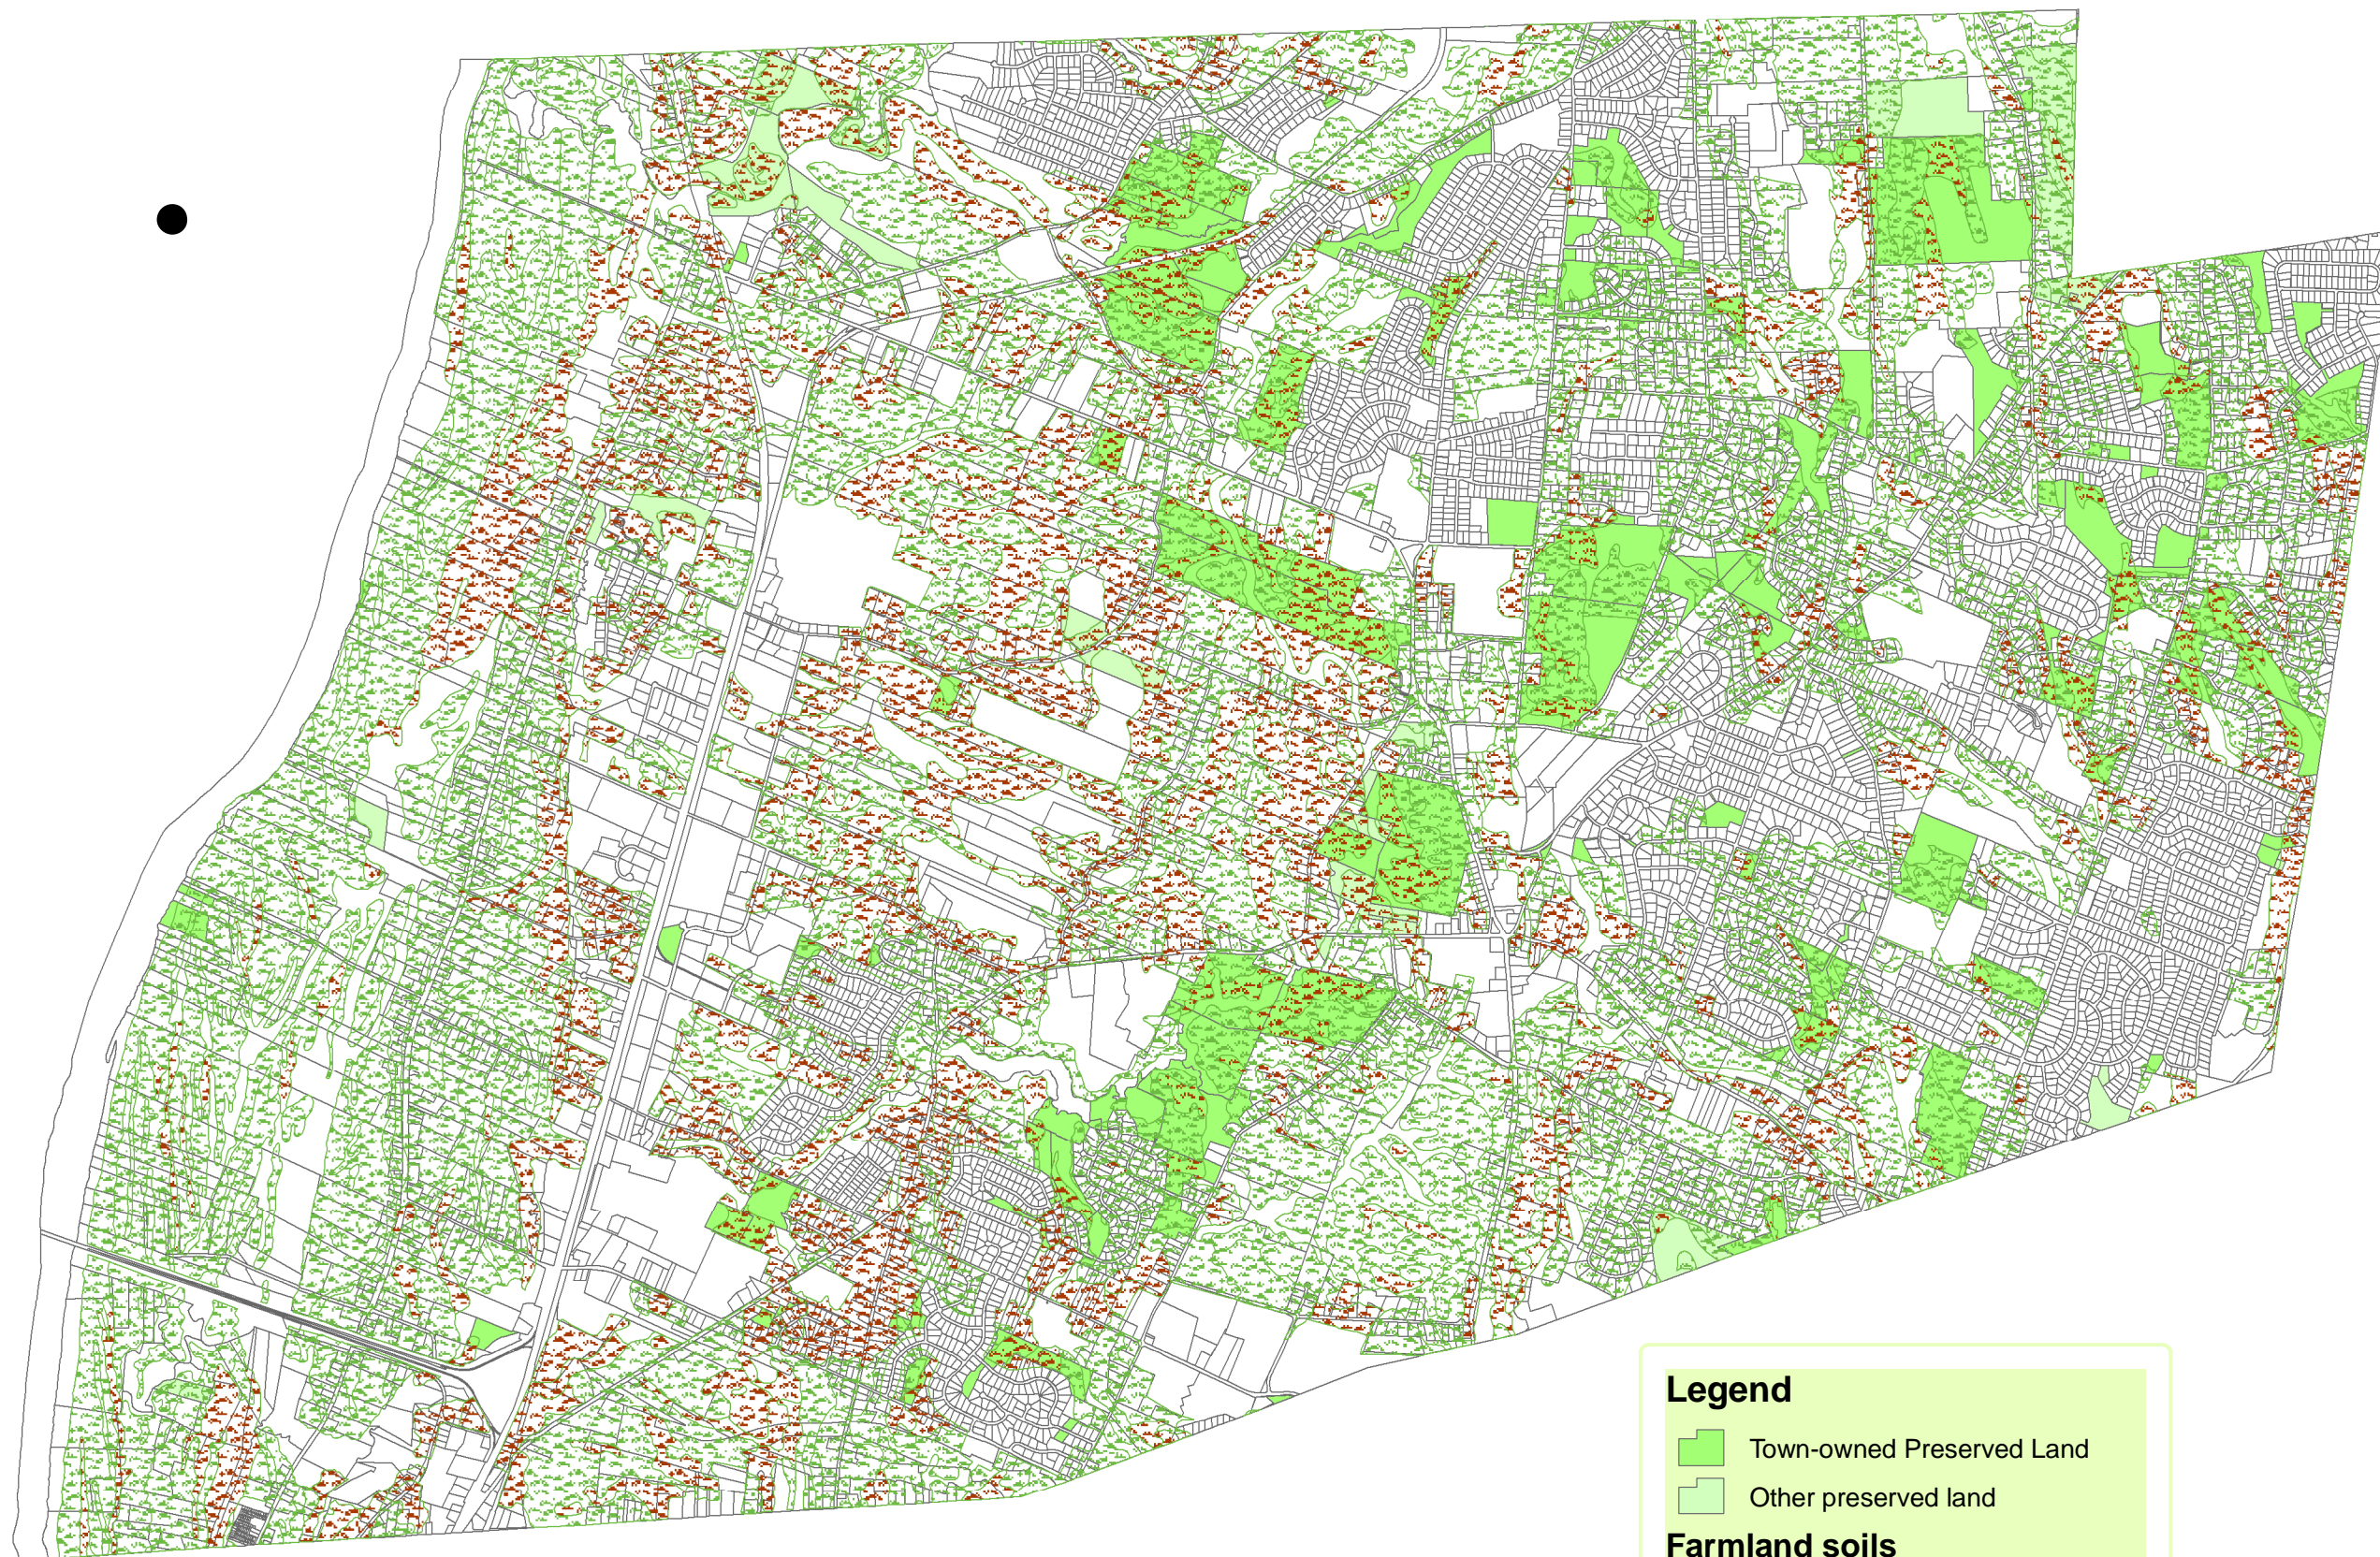 Legend
Town-owned Preserved Land
Other preserved land
Farmland soils